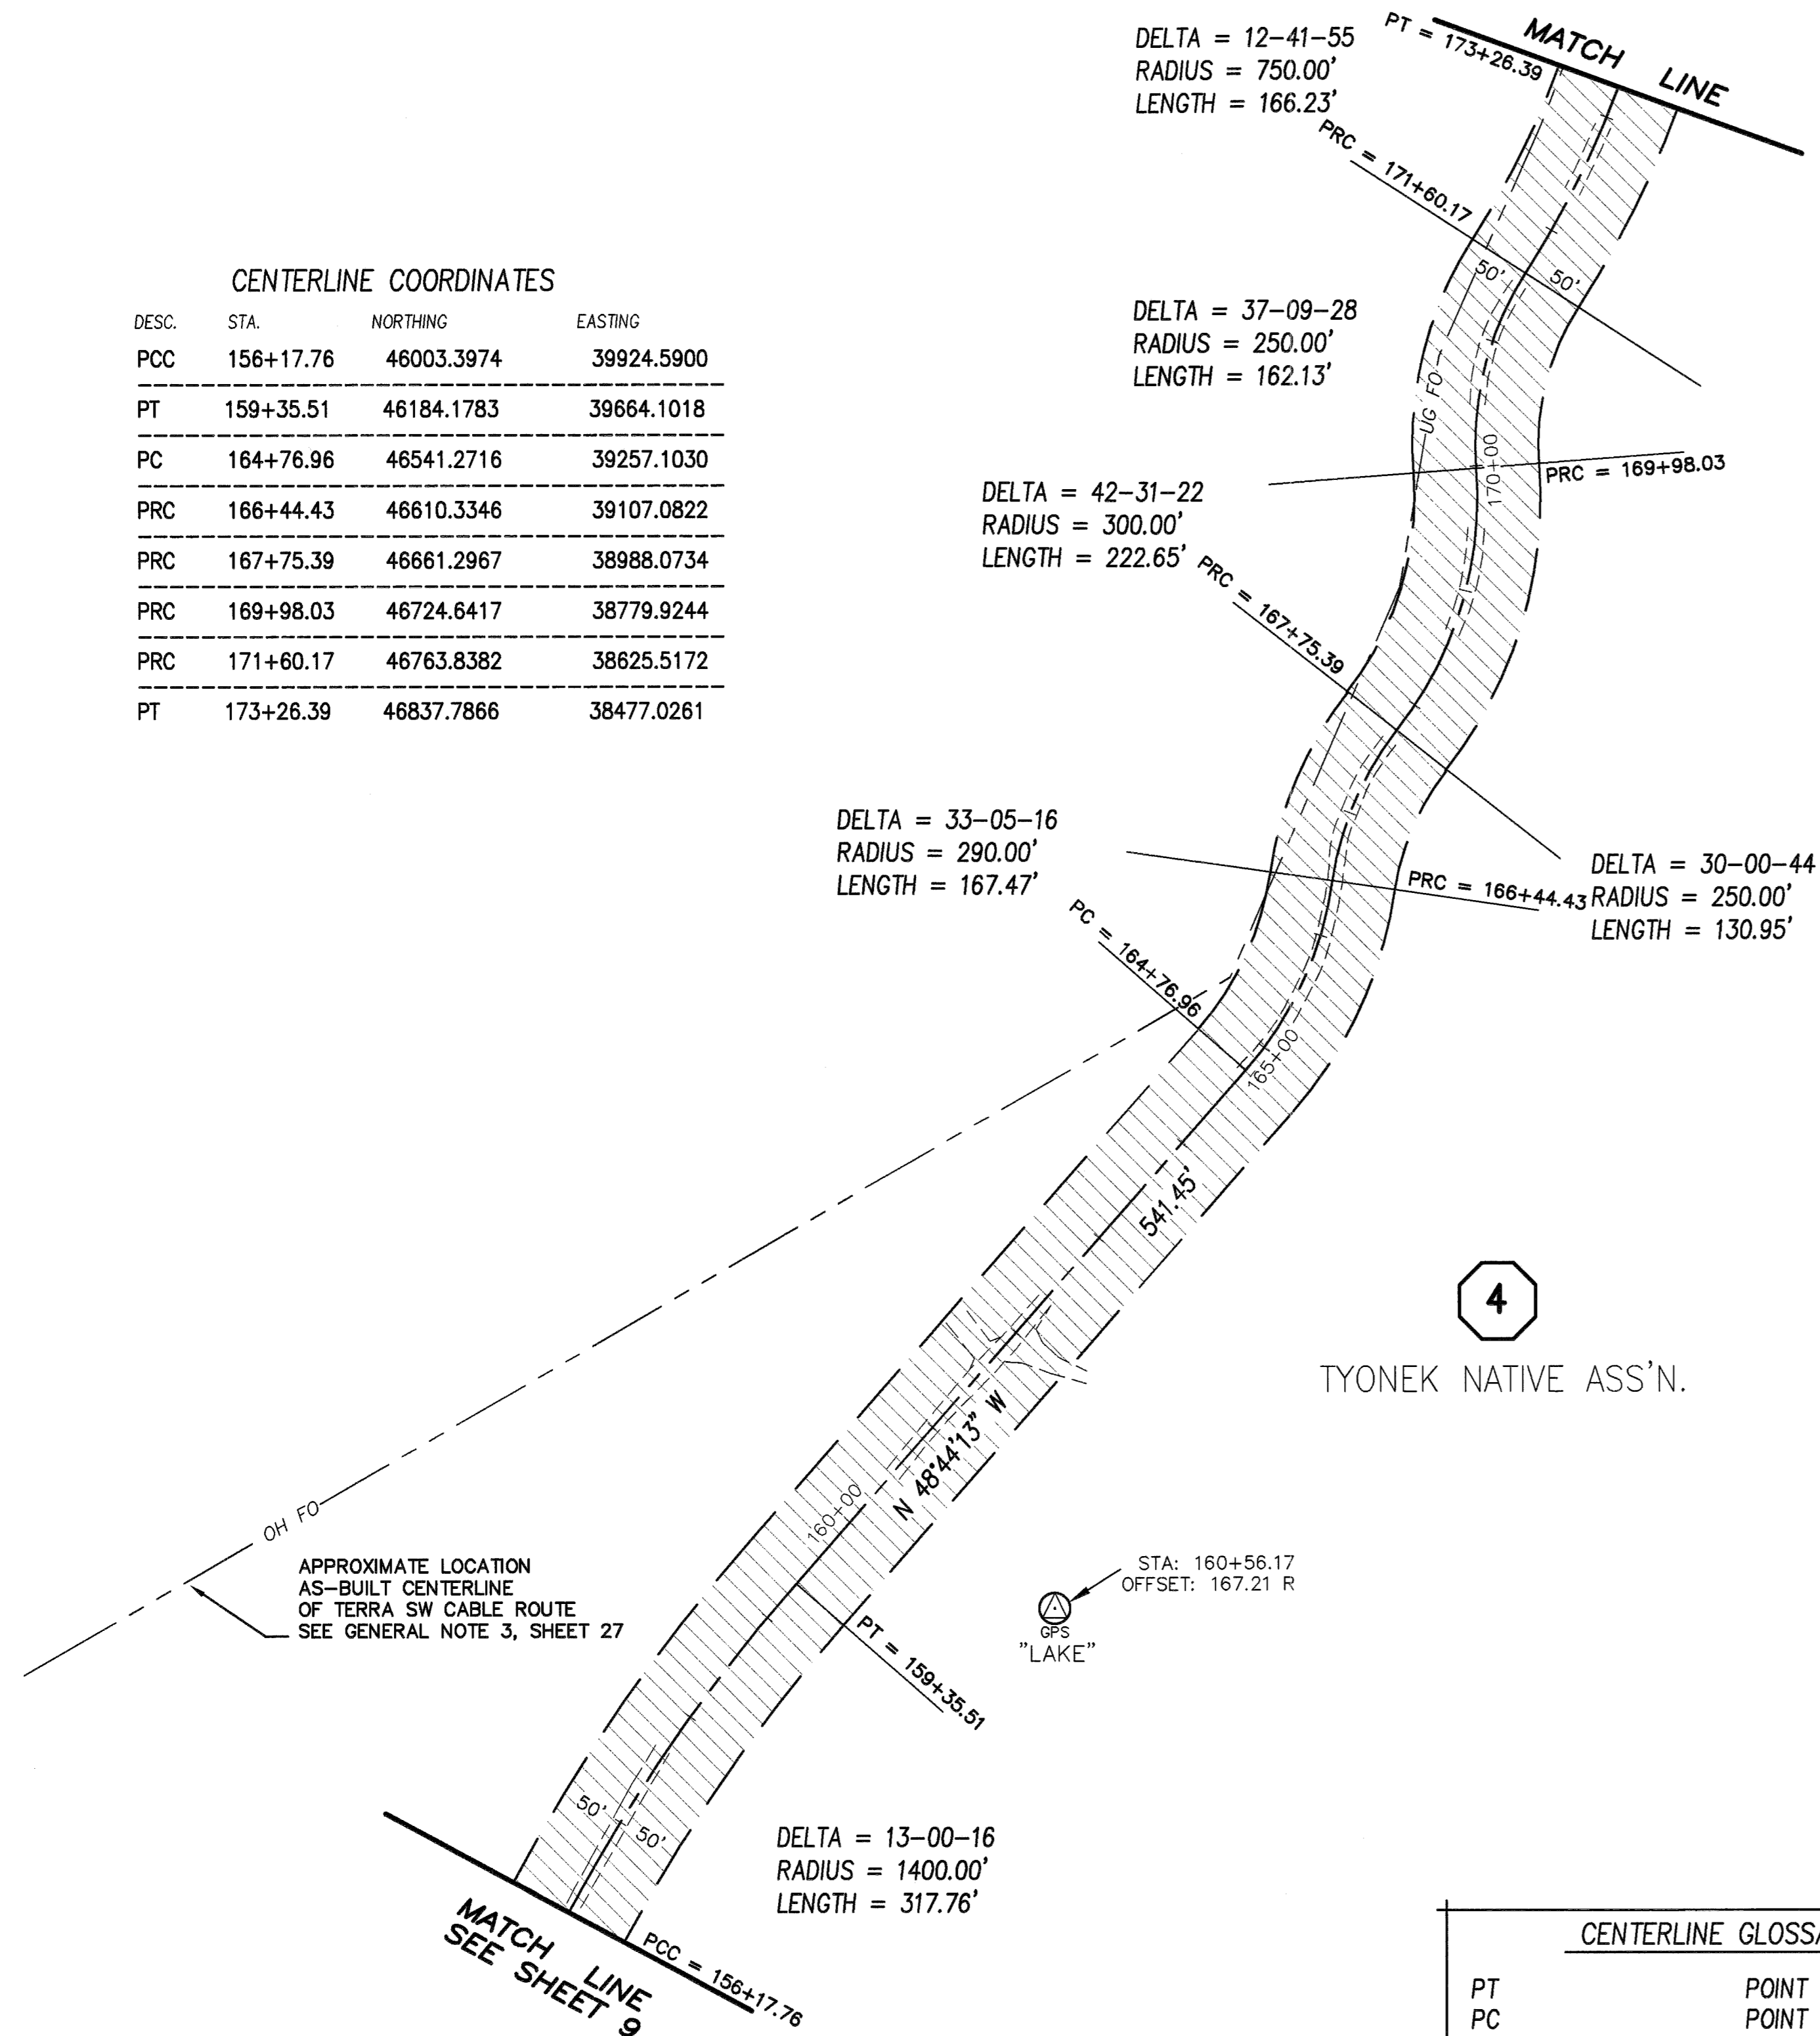 DELTA = 12-41-55
RADIUS = 750.00'
LENGTH = 166.23'
PT = 173+26.39
MATCH LINE
PRC = 171+60.17
50' 50'
CENTERLINE COORDINATES
DESC. STA. NORTHING EASTING
PCC 156+17.76 46003.3974 39924.5900
PT 159+35.51 46184.1783 39664.1018
PC 164+76.96 46541.2716 39257.1030
PRC 166+44.43 46610.3346 39107.0822
PRC 167+75.39 46661.2967 38988.0734
PRC 169+98.03 46724.6417 38779.9244
PRC 171+60.17 46763.8382 38625.5172
PT 173+26.39 46837.7866 38477.0261
DELTA = 37-09-28
RADIUS = 250.00'
LENGTH = 162.13'
UG FO
170+00
PRC = 169+98.03
DELTA = 42-31-22
RADIUS = 300.00'
LENGTH = 222.65'
PRC = 167+75.39
DELTA = 33-05-16
RADIUS = 290.00'
LENGTH = 167.47'
PRC = 166+44.43
DELTA = 30-00-44
RADIUS = 250.00'
LENGTH = 130.95'
PC = 164+76.96
165+00
541.45'
4
TYONEK NATIVE ASS'N.
N 48°44'13" W
160+00
OH FO
APPROXIMATE LOCATION
AS-BUILT CENTERLINE
OF TERRA SW CABLE ROUTE
SEE GENERAL NOTE 3, SHEET 27
STA: 160+56.17
OFFSET: 167.21 R
GPS
"LAKE"
PT = 159+35.51
50'
50'
DELTA = 13-00-16
RADIUS = 1400.00'
LENGTH = 317.76'
MATCH LINE
SEE SHEET 9
PCC = 156+17.76
CENTERLINE GLOSSA
PT POINT
PC POINT